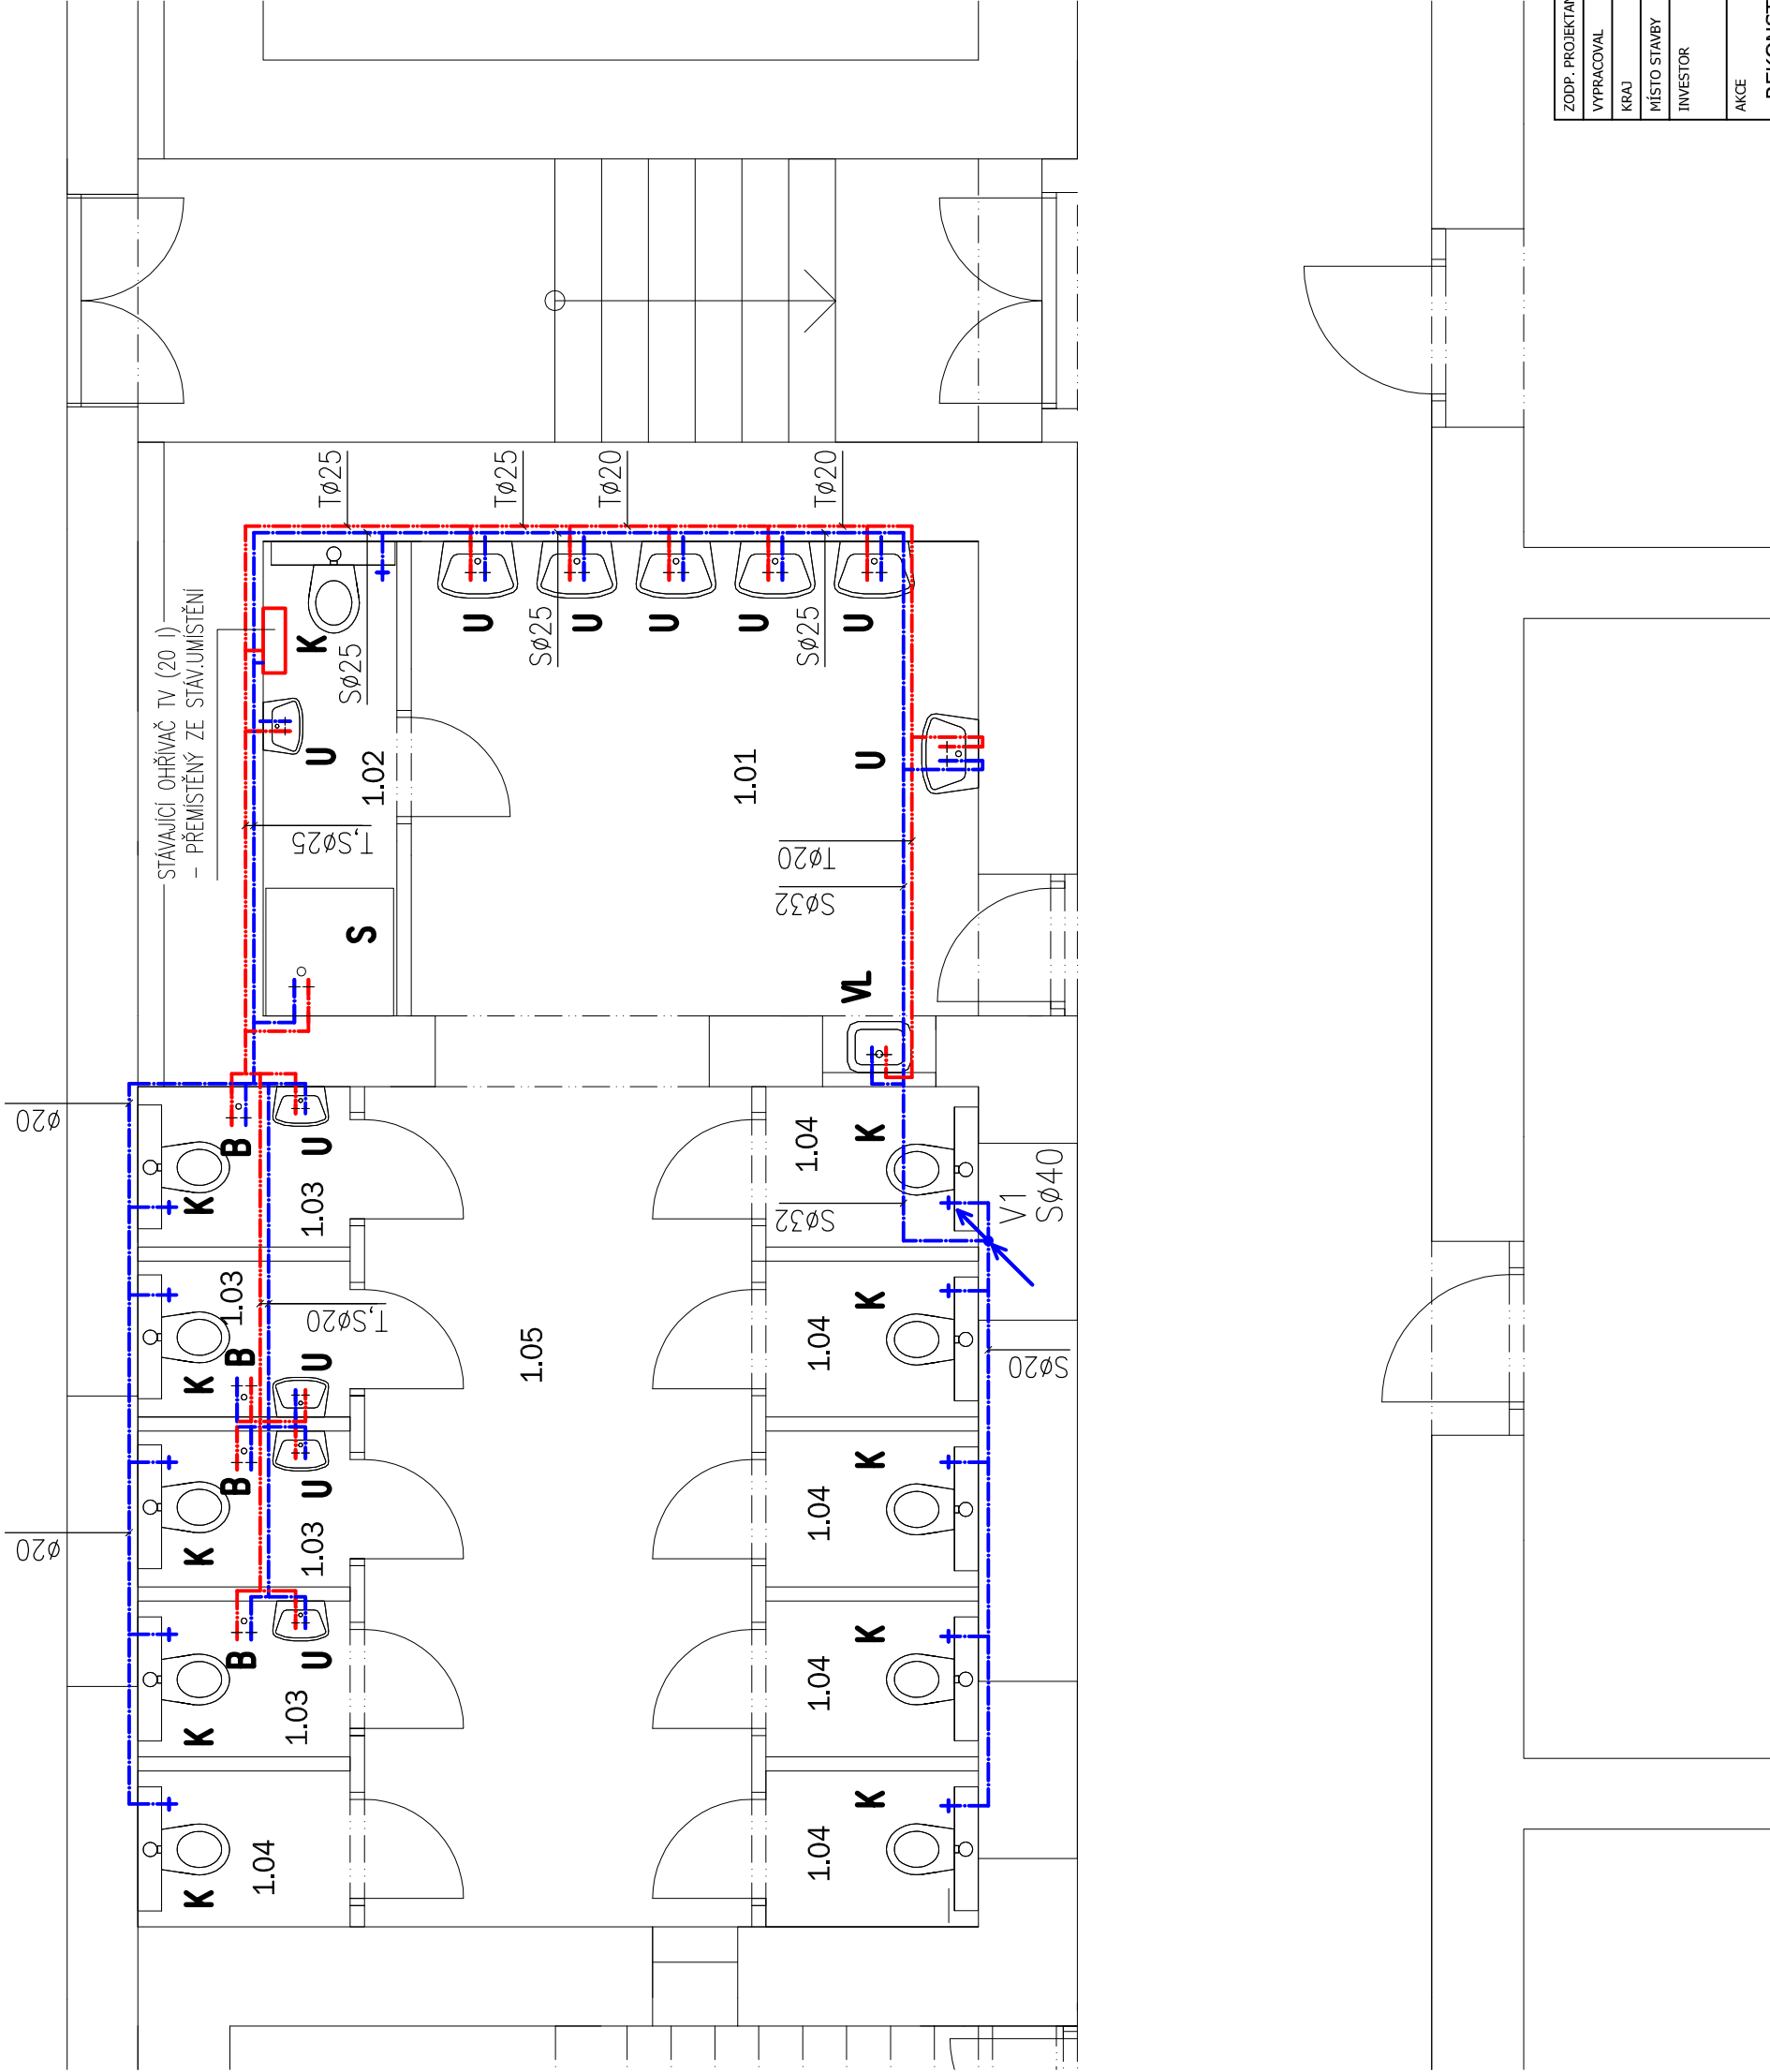 ZODP. PROJEKTAN
VYPRACOVAL
KRAJ
MÍSTO STAVBY
INVESTOR
AKCE
STÁVAJÍCÍ OHŘÍVAČ TV (20 l)
– PŘEMÍSTĚNÝ ZE STÁV.UMÍSTĚNÍ
Tø25
Tø25
Tø20
Tø20
Sø25
Sø25
Sø25
K
U
1.02
T,Sø25
S
U
U
U
U
U
U
1.01
Tø20
Sø32
VL
ø20
K
B
U
1.03
K
B
U
1.03
T,Sø20
K
B
U
1.03
ø20
K
B
U
1.03
K
1.04
1.05
1.04
K
Sø32
V1
Sø40
1.04
K
Sø20
1.04
K
1.04
K
1.04
K